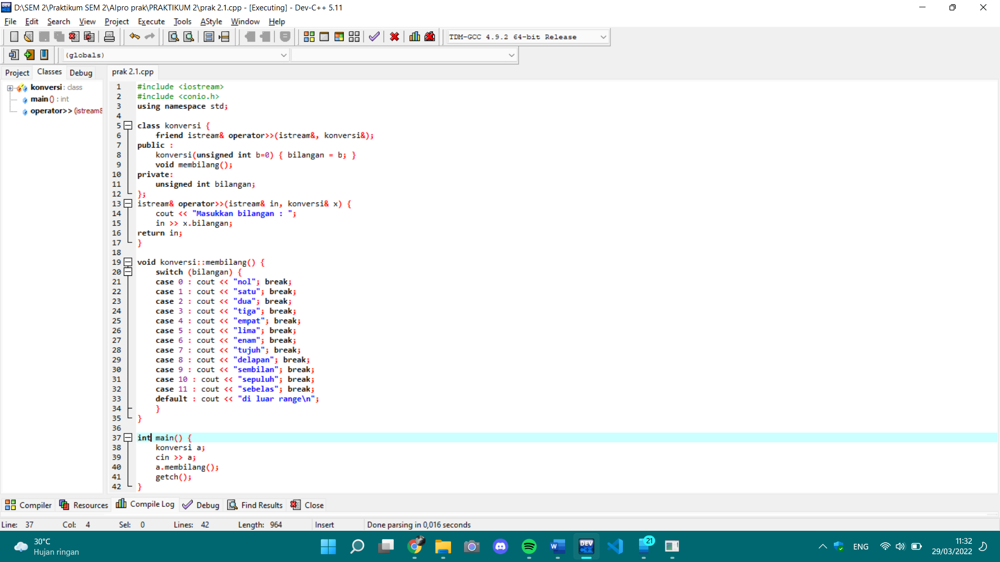 D:\SEM 2\Praktikum SEM 2\Alpro prak\PRAKTIKUM 2\prak 2.1.cpp - [Executing] - Dev-C++ 5.11
File Edit Search View Project Execute Tools AStyle Window Help
TDM-GCC 4.9.2 64-bit Release
(globals)
Project Classes Debug prak 2.1.cpp
konversi : class
main () : int
operator>> (istream&
1 #include <iostream>
2 #include <conio.h>
3 using namespace std;
4
5 class konversi {
6     friend istream& operator>>(istream&, konversi&);
7 public :
8     konversi(unsigned int b=0) { bilangan = b; }
9     void membilang();
10 private:
11     unsigned int bilangan;
12 };
13 istream& operator>>(istream& in, konversi& x) {
14     cout << "Masukkan bilangan : ";
15     in >> x.bilangan;
16 return in;
17 }
18
19 void konversi::membilang() {
20     switch (bilangan) {
21     case 0 : cout << "nol"; break;
22     case 1 : cout << "satu"; break;
23     case 2 : cout << "dua"; break;
24     case 3 : cout << "tiga"; break;
25     case 4 : cout << "empat"; break;
26     case 5 : cout << "lima"; break;
27     case 6 : cout << "enam"; break;
28     case 7 : cout << "tujuh"; break;
29     case 8 : cout << "delapan"; break;
30     case 9 : cout << "sembilan"; break;
31     case 10 : cout << "sepuluh"; break;
32     case 11 : cout << "sebelas"; break;
33     default : cout << "di luar range\n";
34     }
35 }
36
37 int main() {
38     konversi a;
39     cin >> a;
40     a.membilang();
41     getch();
42 }
Compiler Resources Compile Log Debug Find Results Close
Line: 37 Col: 4 Sel: 0 Lines: 42 Length: 964 Insert Done parsing in 0,016 seconds
30°C
Hujan ringan
DEV
C++
21
ENG
11:32
29/03/2022